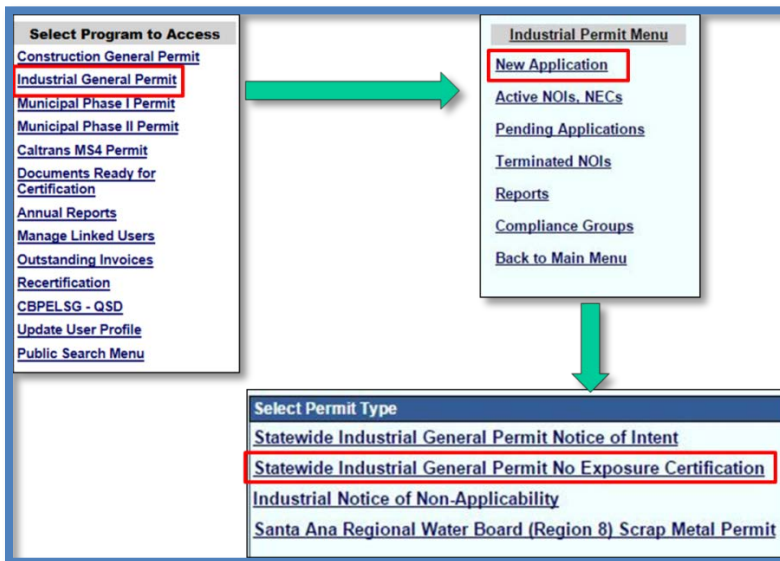 Select Program to Access
Construction General Permit
Industrial General Permit
Municipal Phase I Permit
Municipal Phase II Permit
Caltrans MS4 Permit
Documents Ready for
Certification
Annual Reports
Manage Linked Users
Outstanding Invoices
Recertification
CBPELSG - QSD
Update User Profile
Public Search Menu
Industrial Permit Menu
New Application
Active NOIs, NECs
Pending Applications
Terminated NOIs
Reports
Compliance Groups
Back to Main Menu
Select Permit Type
Statewide Industrial General Permit Notice of Intent
Statewide Industrial General Permit No Exposure Certification
Industrial Notice of Non-Applicability
Santa Ana Regional Water Board (Region 8) Scrap Metal Permit